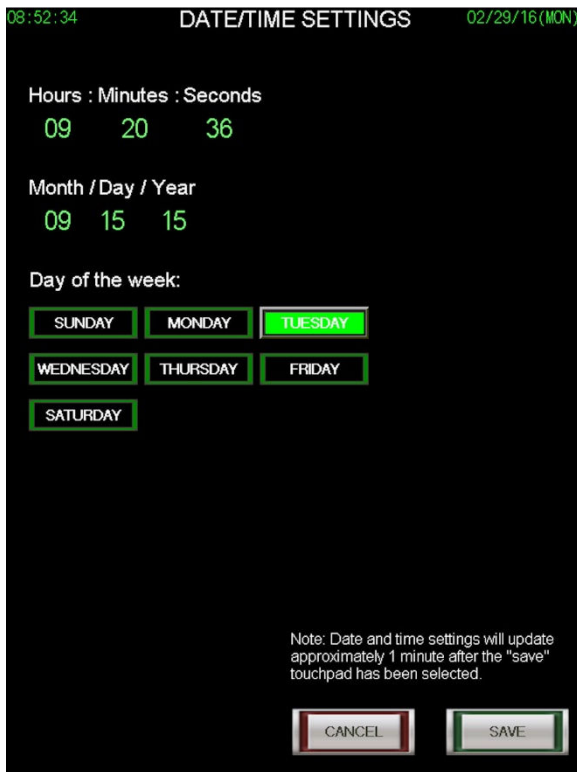 08:52:34 DATE/TIME SETTINGS 02/29/16(MON)
Hours : Minutes : Seconds
09 20 36
Month / Day / Year
09 15 15
Day of the week:
SUNDAY MONDAY TUESDAY
WEDNESDAY THURSDAY FRIDAY
SATURDAY
Note: Date and time settings will update
approximately 1 minute after the "save"
touchpad has been selected.
CANCEL SAVE